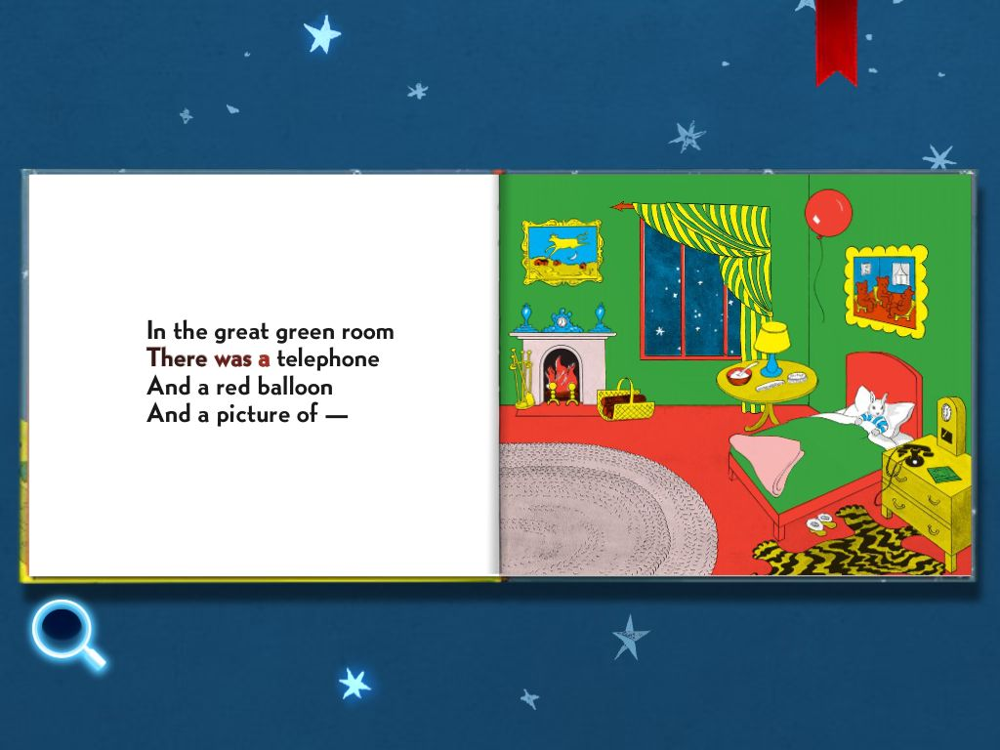 In the great green room
There was a telephone
And a red balloon
And a picture of —